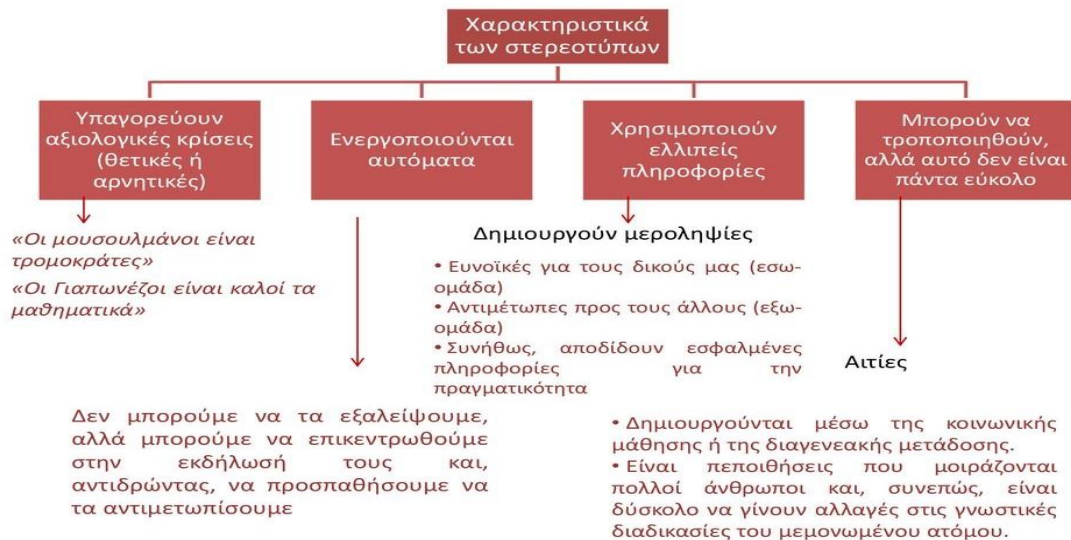 Χαρακτηριστικά
των στερεοτύπων
Υπαγορεύουν
αξιολογικές κρίσεις
(θετικές ή
αρνητικές)
Ενεργοποιούνται
αυτόματα
Χρησιμοποιούν
ελλιπείς
πληροφορίες
Μπορούν να
τροποποιηθούν,
αλλά αυτό δεν είναι
πάντα εύκολο
«Οι μουσουλμάνοι είναι
τρομοκράτες»
«Οι Γιαπωνέζοι είναι καλοί τα
μαθηματικά»
Δημιουργούν μεροληψίες
• Ευνοϊκές για τους δικούς μας (εσω-
ομάδα)
• Αντιμέτωπες προς τους άλλους (εξω-
ομάδα)
• Συνήθως, αποδίδουν εσφαλμένες
πληροφορίες για την
πραγματικότητα
Αιτίες
Δεν μπορούμε να τα εξαλείψουμε,
αλλά μπορούμε να επικεντρωθούμε
στην εκδήλωσή τους και,
αντιδρώντας, να προσπαθήσουμε να
τα αντιμετωπίσουμε
• Δημιουργούνται μέσω της κοινωνικής
μάθησης ή της διαγενεακής μετάδοσης.
• Είναι πεποιθήσεις που μοιράζονται
πολλοί άνθρωποι και, συνεπώς, είναι
δύσκολο να γίνουν αλλαγές στις γνωστικές
διαδικασίες του μεμονωμένου ατόμου.